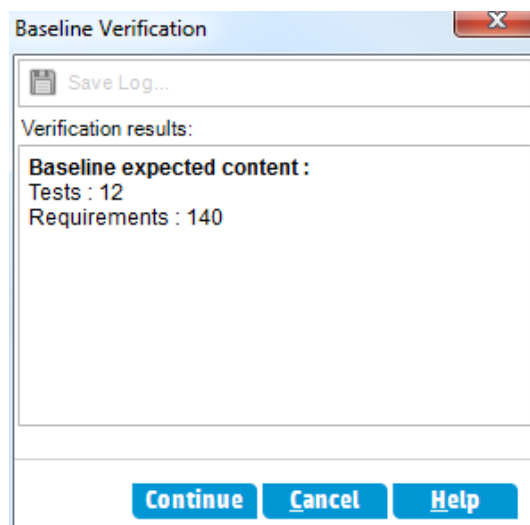 Baseline Verification
Save Log...
Verification results:
Baseline expected content :
Tests : 12
Requirements : 140
Continue Cancel Help